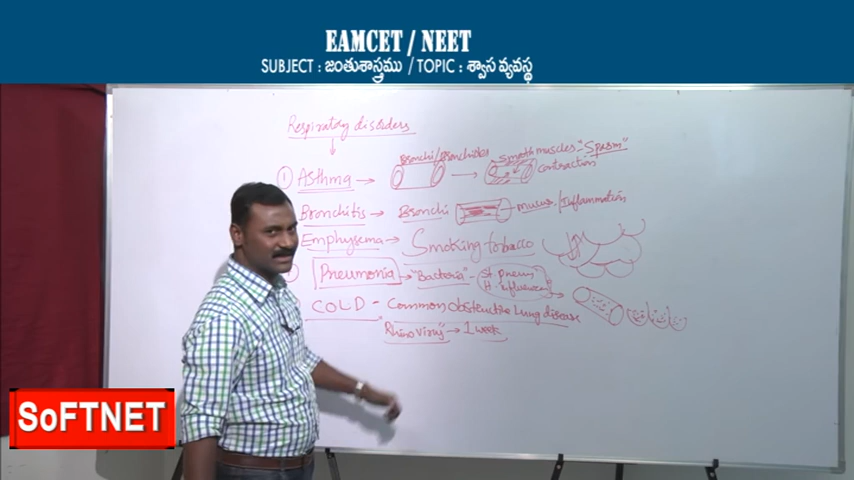 EAMCET / NEET
SUBJECT : జంతుశాస్త్రము / TOPIC : శ్వాస వ్యవస్థ
Respiratory disorders
① Asthma → Bronchi/Bronchioles → Smooth muscles - "Spasm"
contraction
Bronchitis → Bronchi mucus /Inflammation
Emphysema → Smoking tobacco
Pneumonia → "Bacteria" - St. pneum"
H. influenzae
COLD - Common obstructive Lung disease
Rhino virus → 1 week
SoFTNET